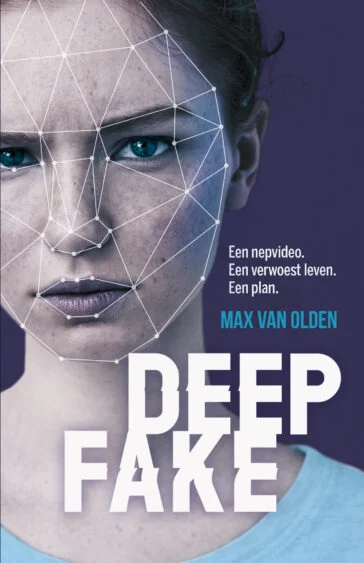 Een nepvideo.
Een verwoest leven.
Een plan.
MAX VAN OLDEN
DEEP
FAKE